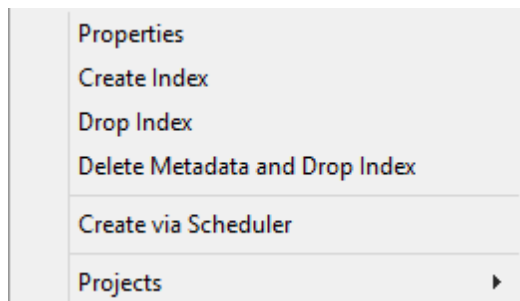 Properties
Create Index
Drop Index
Delete Metadata and Drop Index
Create via Scheduler
Projects